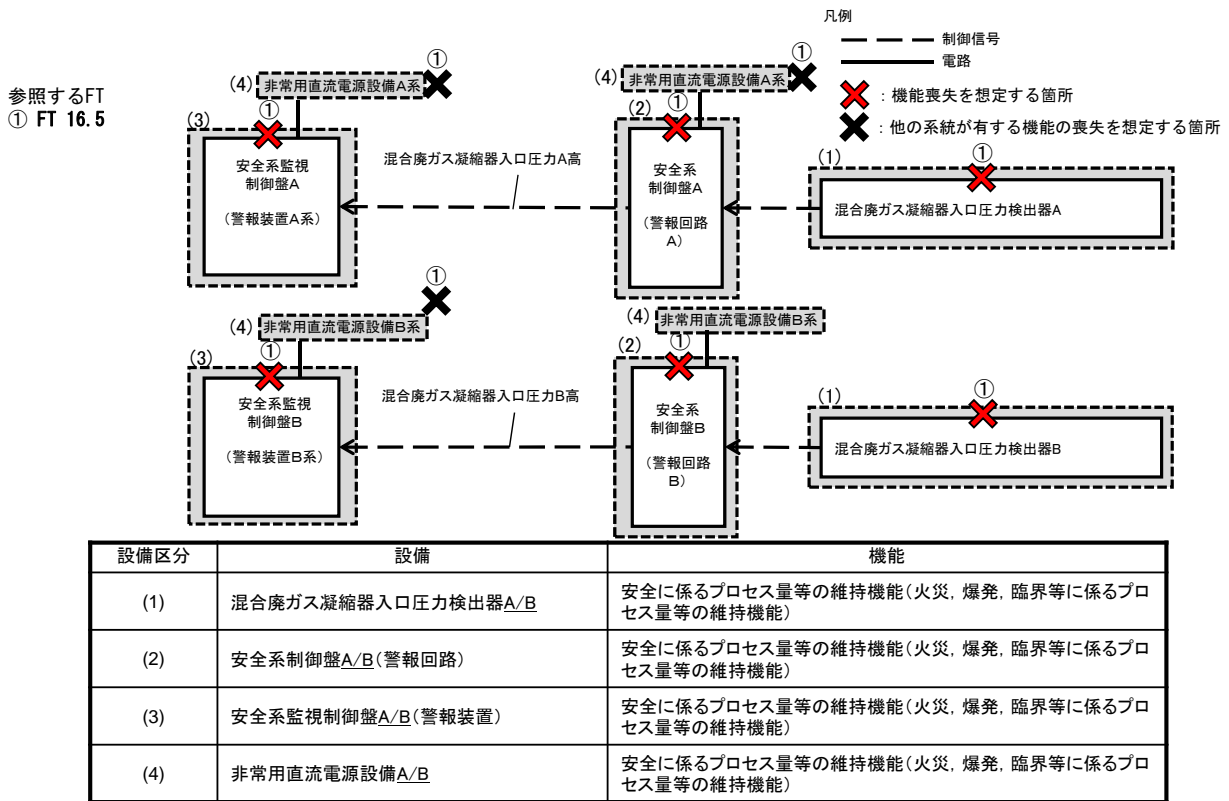 凡例
制御信号
電路
：機能喪失を想定する箇所
：他の系統が有する機能の喪失を想定する箇所
参照するFT
① FT 16.5
①
(4) 非常用直流電源設備A系
(3)
①
安全系監視
制御盤A
（警報装置A系）
混合廃ガス凝縮器入口圧力A高
①
(4) 非常用直流電源設備A系
(2)
①
安全系
制御盤A
（警報回路
A）
(1)
①
混合廃ガス凝縮器入口圧力検出器A
①
(4) 非常用直流電源設備B系
(3)
①
安全系監視
制御盤B
（警報装置B系）
混合廃ガス凝縮器入口圧力B高
(4) 非常用直流電源設備B系
(2)
①
安全系
制御盤B
（警報回路
B）
(1)
①
混合廃ガス凝縮器入口圧力検出器B
設備区分 設備 機能
(1) 混合廃ガス凝縮器入口圧力検出器A/B 安全に係るプロセス量等の維持機能（火災，爆発，臨界等に係るプロ
セス量等の維持機能）
(2) 安全系制御盤A/B（警報回路） 安全に係るプロセス量等の維持機能（火災，爆発，臨界等に係るプロ
セス量等の維持機能）
(3) 安全系監視制御盤A/B（警報装置） 安全に係るプロセス量等の維持機能（火災，爆発，臨界等に係るプロ
セス量等の維持機能）
(4) 非常用直流電源設備A/B 安全に係るプロセス量等の維持機能（火災，爆発，臨界等に係るプロ
セス量等の維持機能）